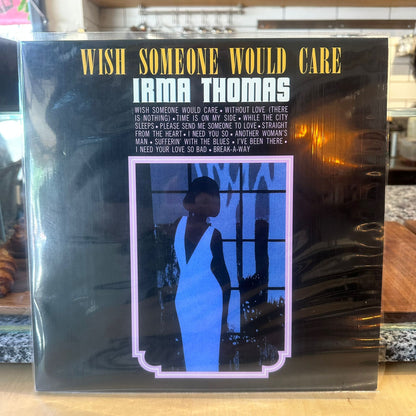 WISH SOMEONE WOULD CARE
IRMA THOMAS
WISH SOMEONE WOULD CARE • WITHOUT LOVE (THERE
IS NOTHING) • TIME IS ON MY SIDE • WHILE THE CITY
SLEEPS • PLEASE SEND ME SOMEONE TO LOVE • STRAIGHT
FROM THE HEART • I NEED YOU SO • ANOTHER WOMAN'S
MAN • SUFFERIN' WITH THE BLUES • I'VE BEEN THERE •
I NEED YOUR LOVE SO BAD • BREAK-A-WAY